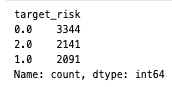 target_risk
0.0    3344
2.0    2141
1.0    2091
Name: count, dtype: int64